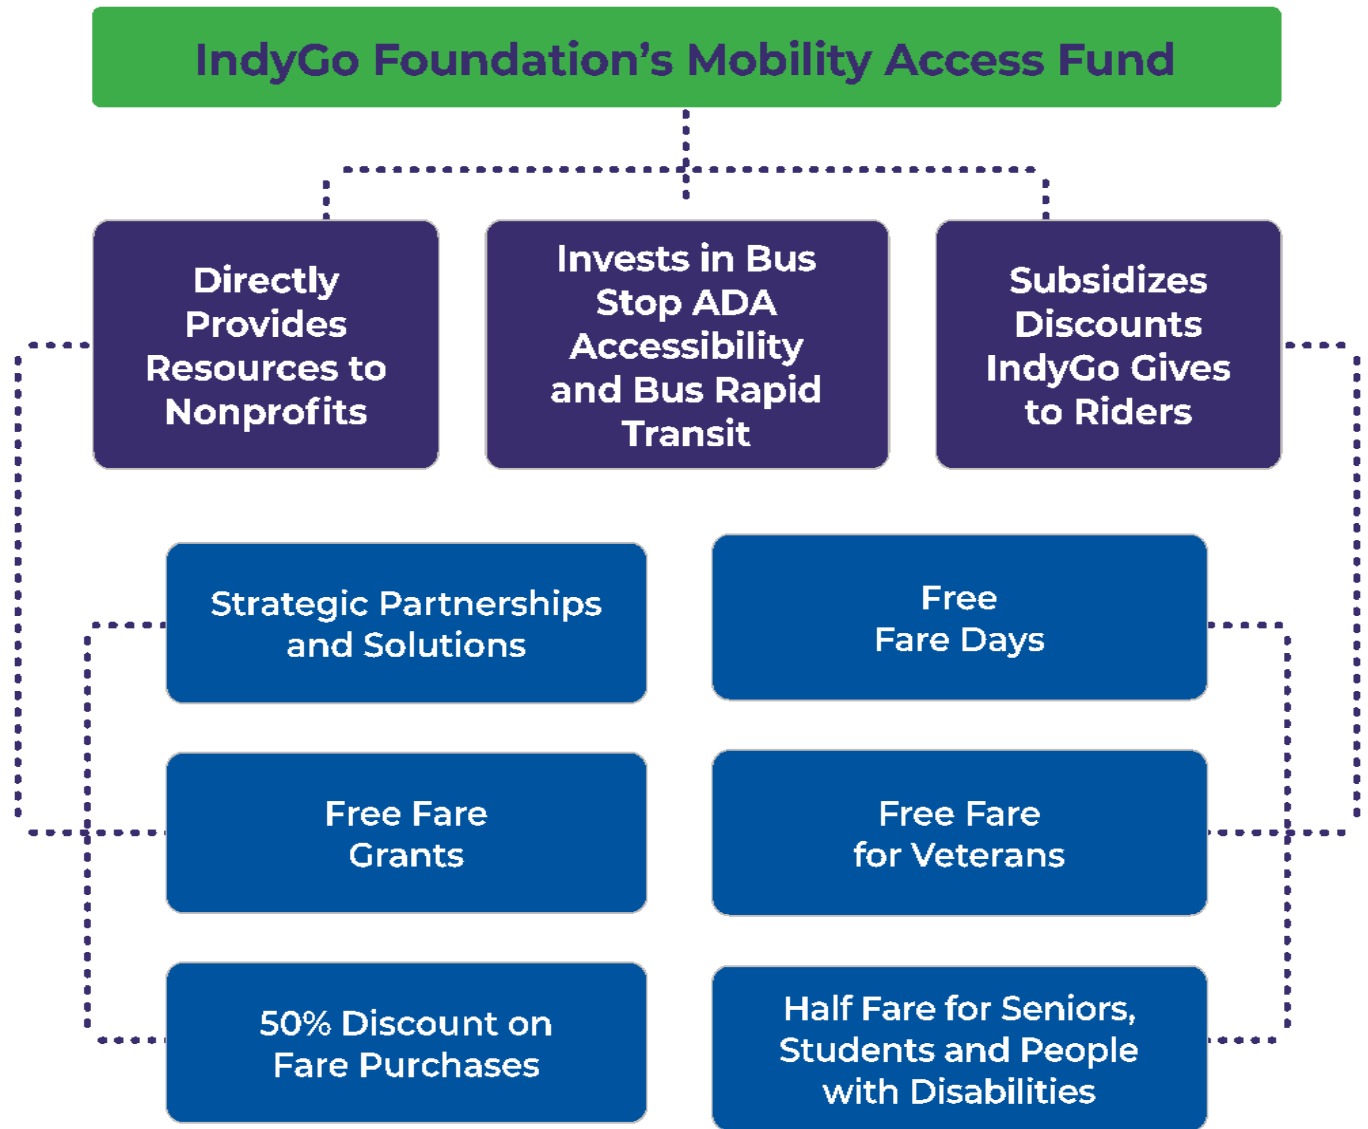 IndyGo Foundation’s Mobility Access Fund
Directly
Provides
Resources to
Nonprofits
Invests in Bus
Stop ADA
Accessibility
and Bus Rapid
Transit
Subsidizes
Discounts
IndyGo Gives
to Riders
Strategic Partnerships
and Solutions
Free
Fare Days
Free Fare
Grants
Free Fare
for Veterans
50% Discount on
Fare Purchases
Half Fare for Seniors,
Students and People
with Disabilities